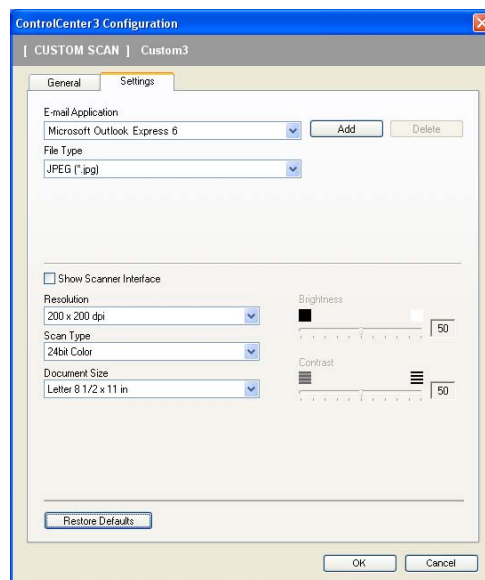 ControlCenter3 Configuration
[ CUSTOM SCAN ] Custom3
General Settings
E-mail Application
Microsoft Outlook Express 6 Add Delete
File Type
JPEG (*.jpg)
Show Scanner Interface
Resolution
200 x 200 dpi
Scan Type
24bit Color
Document Size
Letter 8 1/2 x 11 in
Brightness
50
Contrast
50
Restore Defaults
OK Cancel